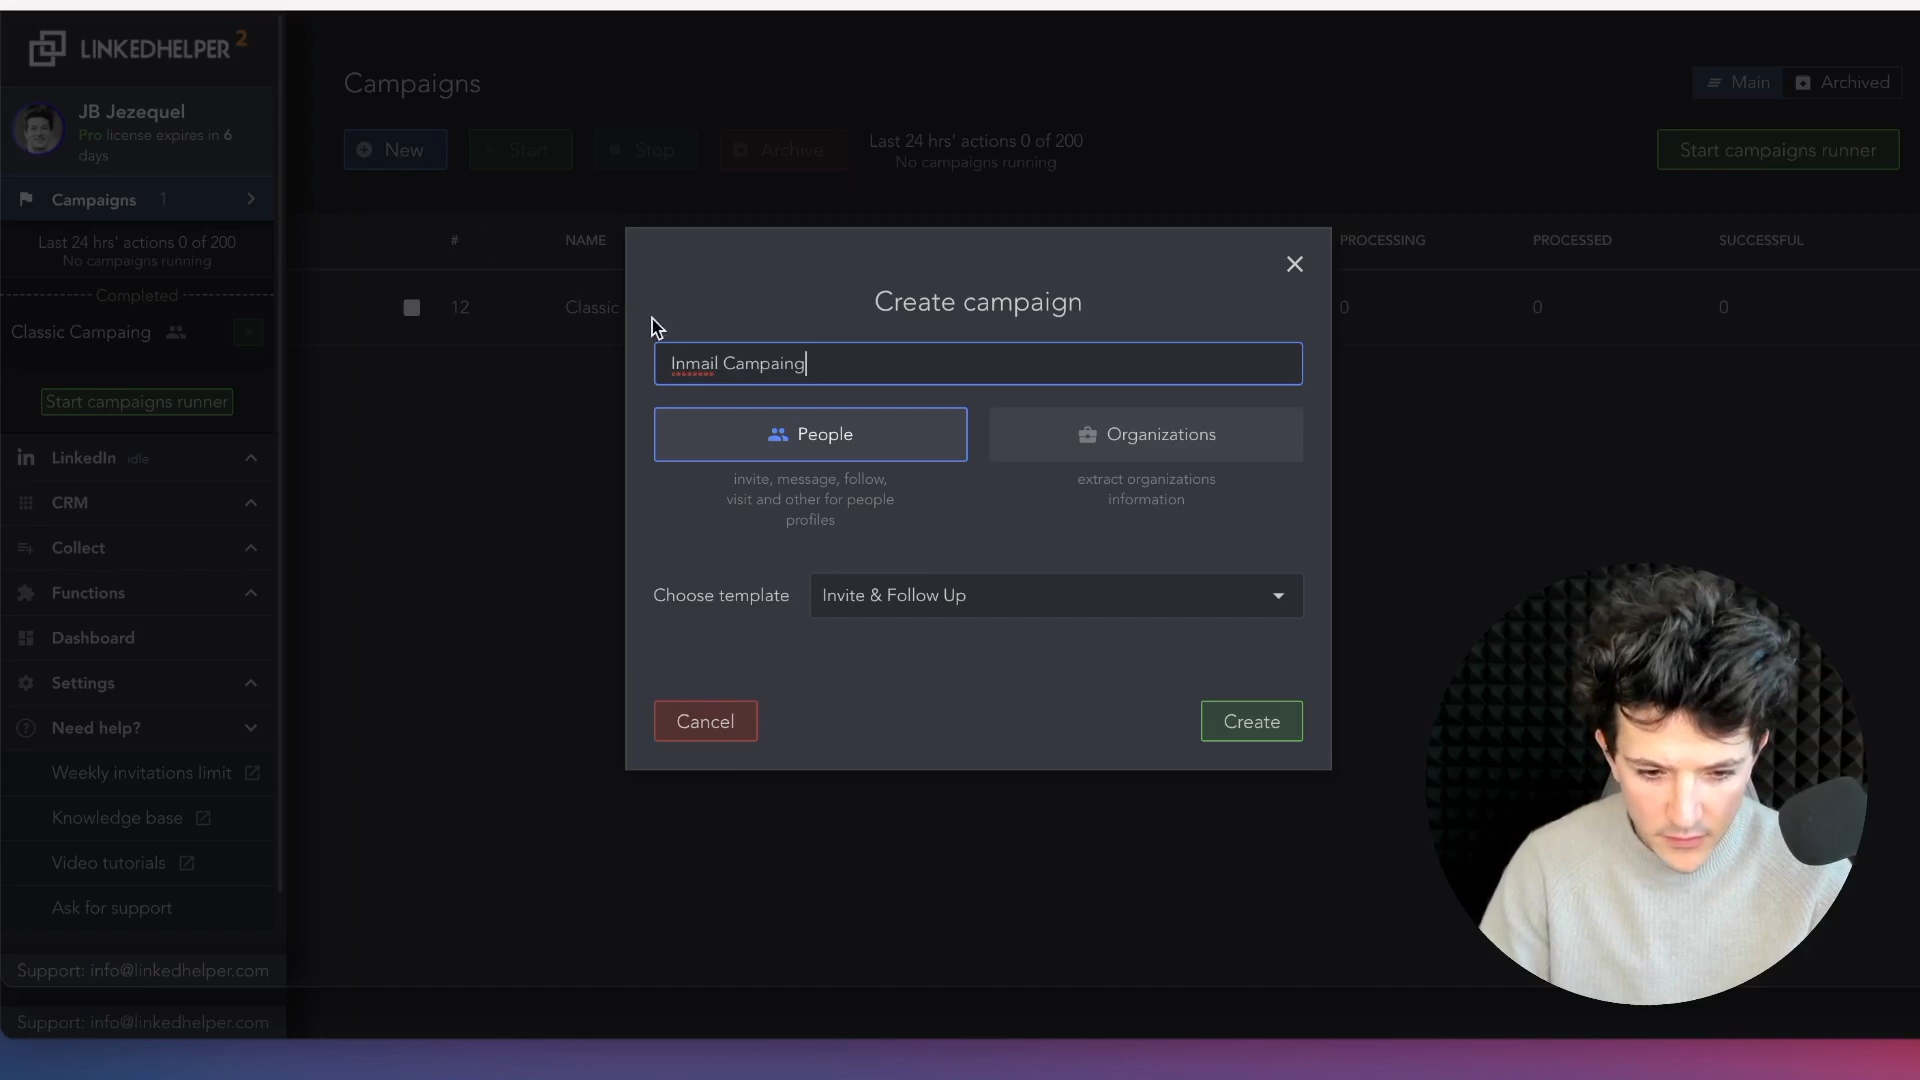 LINKEDHELPER 2
JB Jezequel
Pro license expires in 6
days
Campaigns 1
Last 24 hrs' actions 0 of 200
No campaigns running
Completed
Classic Campaing
Start campaigns runner
LinkedIn idle
CRM
Collect
Functions
Dashboard
Settings
Need help?
Weekly invitations limit
Knowledge base
Video tutorials
Ask for support
Support: info@linkedhelper.com
Support: info@linkedhelper.com
Campaigns
Main
Archived
New
Start
Stop
Archive
Last 24 hrs' actions 0 of 200
No campaigns running
Start campaigns runner
# NAME PROCESSING PROCESSED SUCCESSFUL
12 Classic 0 0 0
Create campaign
Inmail Campaing
People
Organizations
invite, message, follow,
visit and other for people
profiles
extract organizations
information
Choose template
Invite & Follow Up
Cancel
Create